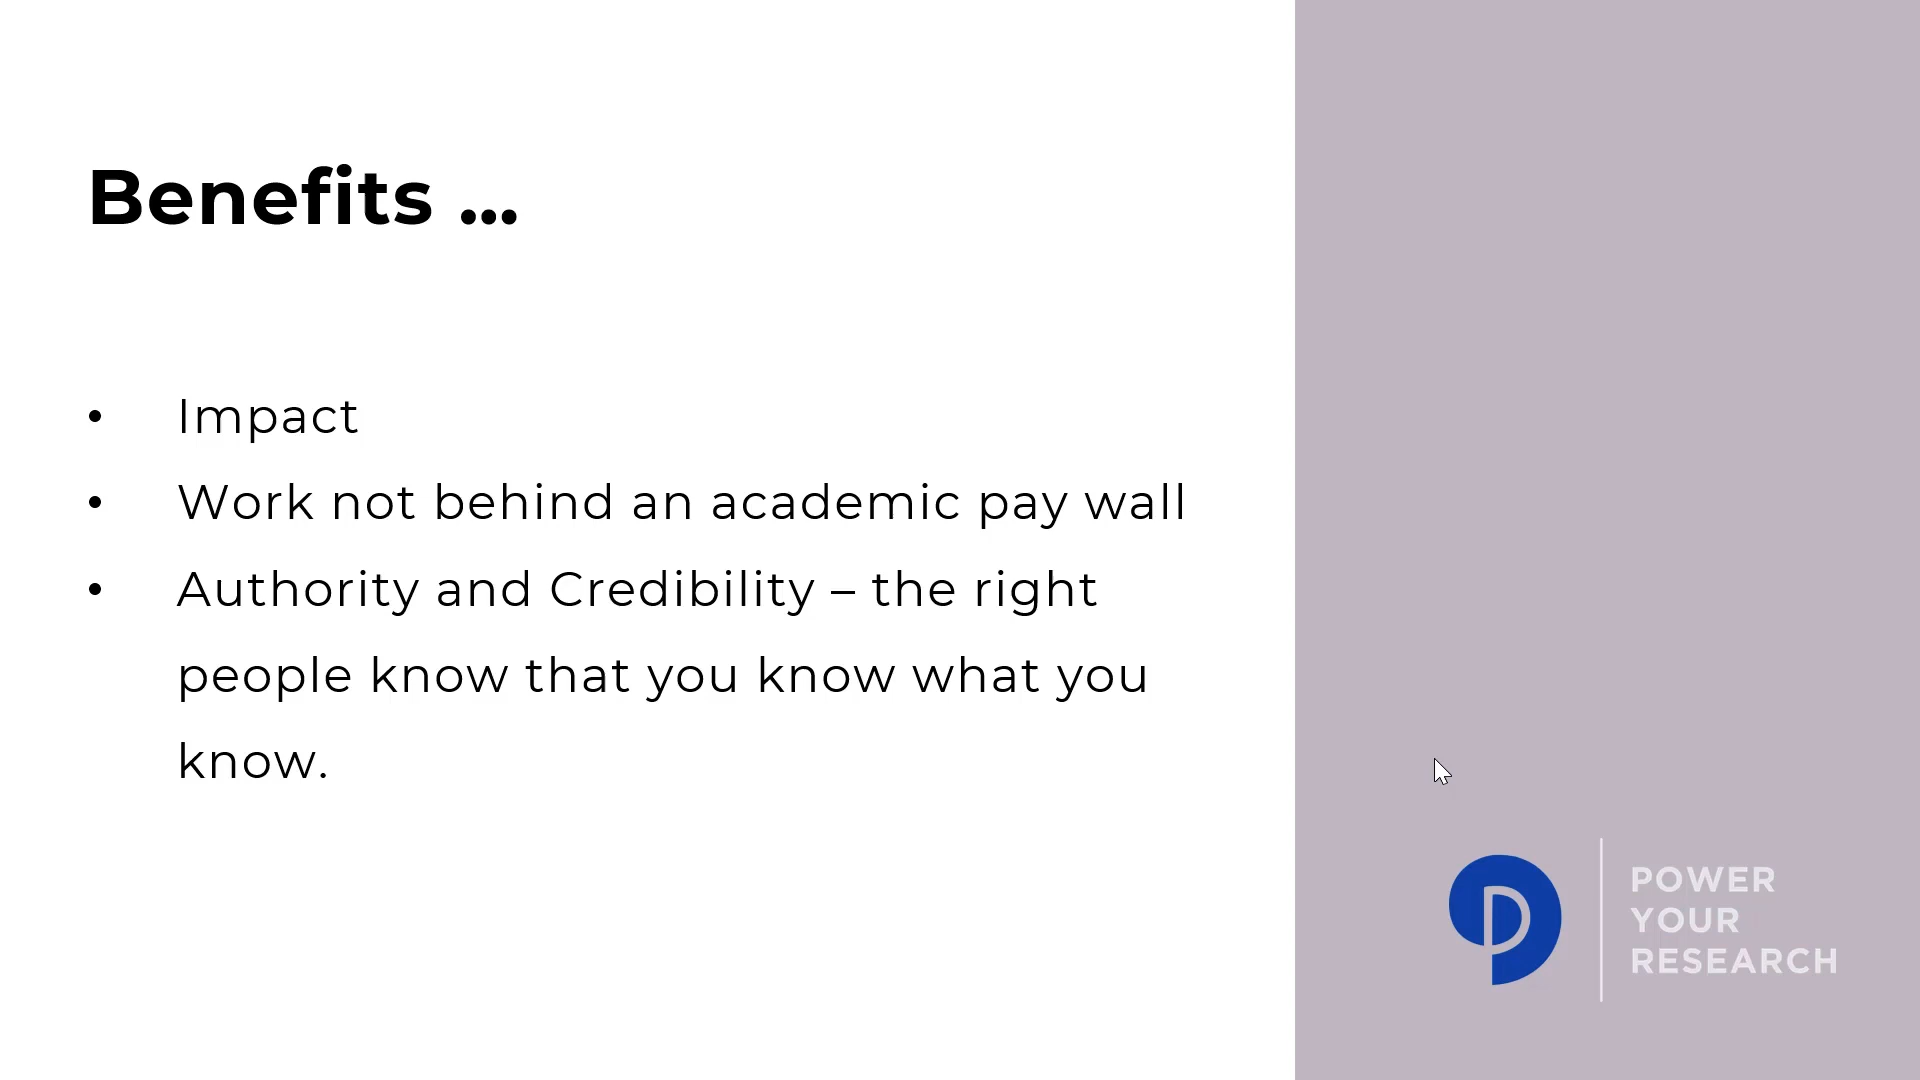 Benefits ...
• Impact
• Work not behind an academic pay wall
• Authority and Credibility – the right
people know that you know what you
know.
POWER
YOUR
RESEARCH